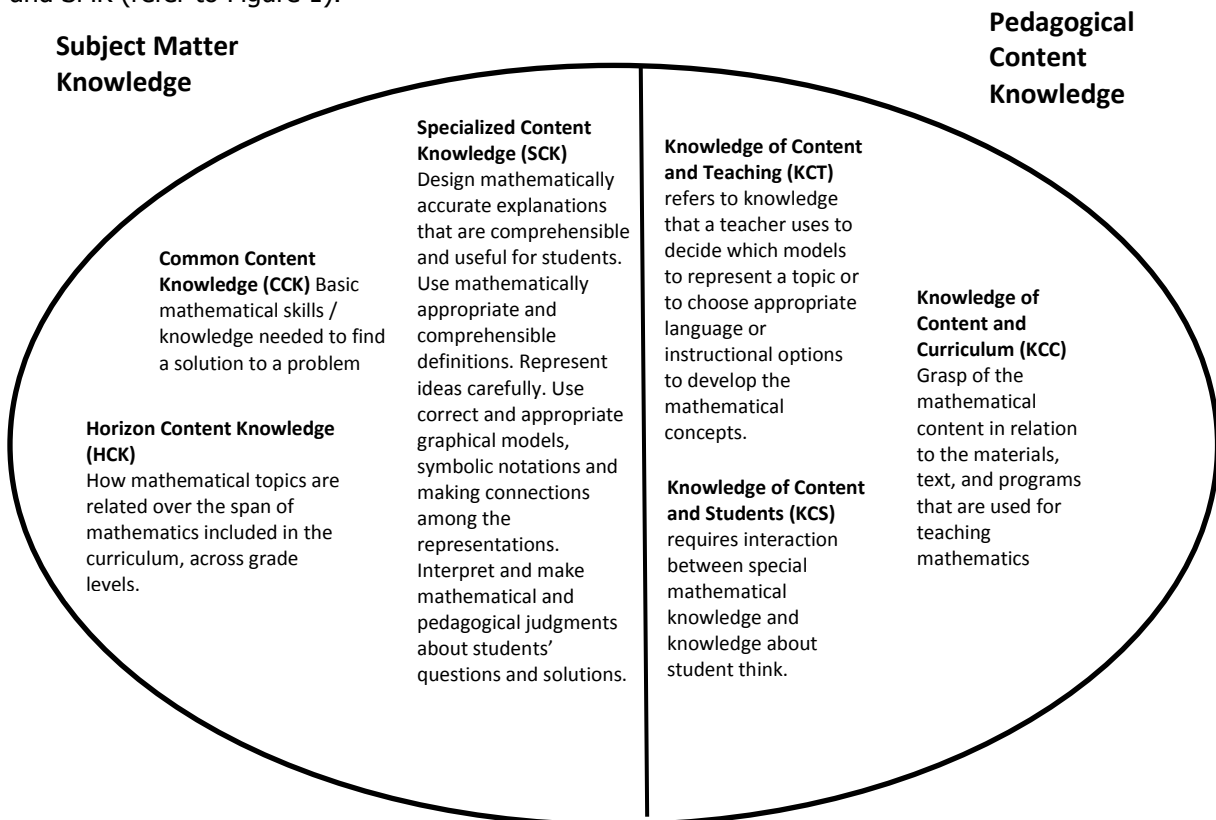 and SMK (refer to Figure 1).
Subject Matter
Knowledge
Pedagogical
Content
Knowledge
Common Content
Knowledge (CCK) Basic
mathematical skills /
knowledge needed to find
a solution to a problem
Horizon Content Knowledge
(HCK)
How mathematical topics are
related over the span of
mathematics included in the
curriculum, across grade
levels.
Specialized Content
Knowledge (SCK)
Design mathematically
accurate explanations
that are comprehensible
and useful for students.
Use mathematically
appropriate and
comprehensible
definitions. Represent
ideas carefully. Use
correct and appropriate
graphical models,
symbolic notations and
making connections
among the
representations.
Interpret and make
mathematical and
pedagogical judgments
about students’
questions and solutions.
Knowledge of Content
and Teaching (KCT)
refers to knowledge
that a teacher uses to
decide which models
to represent a topic or
to choose appropriate
language or
instructional options
to develop the
mathematical
concepts.
Knowledge of Content
and Students (KCS)
requires interaction
between special
mathematical
knowledge and
knowledge about
student think.
Knowledge of
Content and
Curriculum (KCC)
Grasp of the
mathematical
content in relation
to the materials,
text, and programs
that are used for
teaching
mathematics